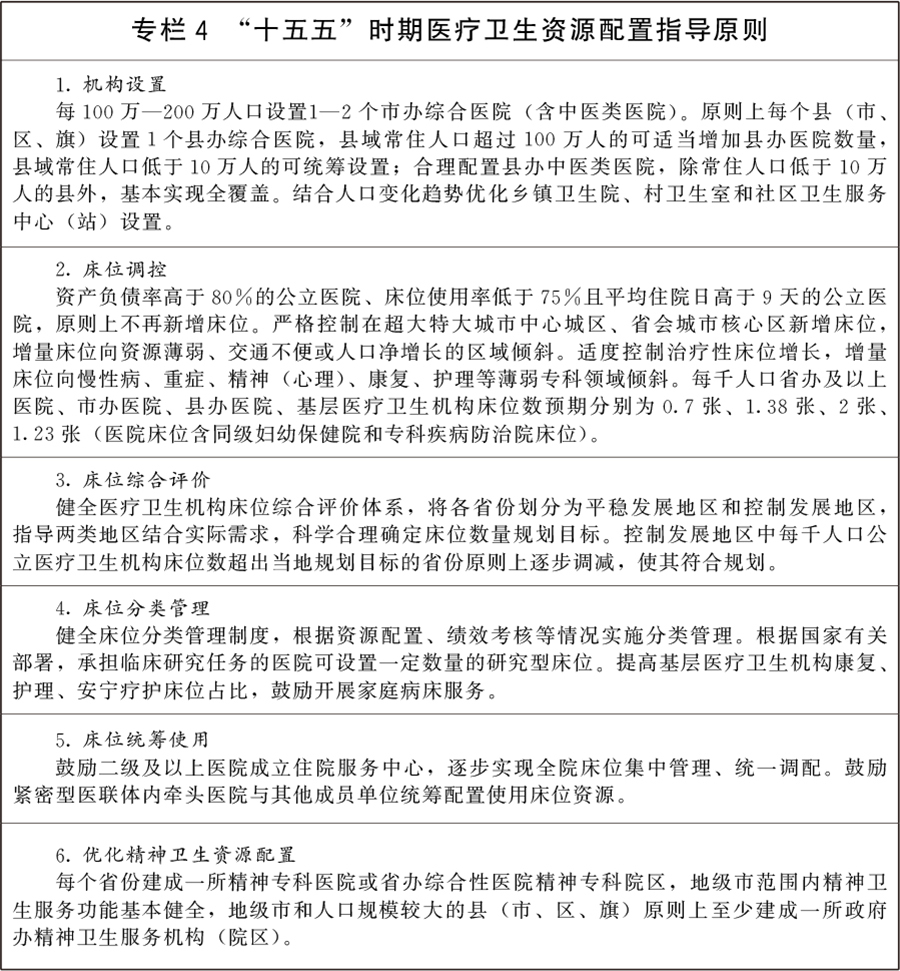 专栏 4 “十五五”时期医疗卫生资源配置指导原则
1. 机构设置
每 100 万—200 万人口设置1—2 个市办综合医院（含中医类医院）。原则上每个县（市、
区、旗）设置 1 个县办综合医院，县域常住人口超过 100 万人的可适当增加县办医院数量，
县域常住人口低于 10 万人的可统筹设置；合理配置县办中医类医院，除常住人口低于 10 万
人的县外，基本实现全覆盖。结合人口变化趋势优化乡镇卫生院、村卫生室和社区卫生服务
中心（站）设置。
2. 床位调控
资产负债率高于 80%的公立医院、床位使用率低于 75%且平均住院日高于 9 天的公立医
院，原则上不再新增床位。严格控制在超大特大城市中心城区、省会城市核心区新增床位，
增量床位向资源薄弱、交通不便或人口净增长的区域倾斜。适度控制治疗性床位增长，增量
床位向慢性病、重症、精神（心理）、康复、护理等薄弱专科领域倾斜。每千人口省办及以上
医院、市办医院、县办医院、基层医疗卫生机构床位数预期分别为 0.7 张、1.38 张、2 张、
1.23 张（医院床位含同级妇幼保健院和专科疾病防治院床位）。
3. 床位综合评价
健全医疗卫生机构床位综合评价体系，将各省份划分为平稳发展地区和控制发展地区，
指导两类地区结合实际需求，科学合理确定床位数量规划目标。控制发展地区中每千人口公
立医疗卫生机构床位数超出当地规划目标的省份原则上逐步调减，使其符合规划。
4. 床位分类管理
健全床位分类管理制度，根据资源配置、绩效考核等情况实施分类管理。根据国家有关
部署，承担临床研究任务的医院可设置一定数量的研究型床位。提高基层医疗卫生机构康复、
护理、安宁疗护床位占比，鼓励开展家庭病床服务。
5. 床位统筹使用
鼓励二级及以上医院成立住院服务中心，逐步实现全院床位集中管理、统一调配。鼓励
紧密型医联体内牵头医院与其他成员单位统筹配置使用床位资源。
6. 优化精神卫生资源配置
每个省份建成一所精神专科医院或省办综合性医院精神专科院区，地级市范围内精神卫
生服务功能基本健全，地级市和人口规模较大的县（市、区、旗）原则上至少建成一所政府
办精神卫生服务机构（院区）。